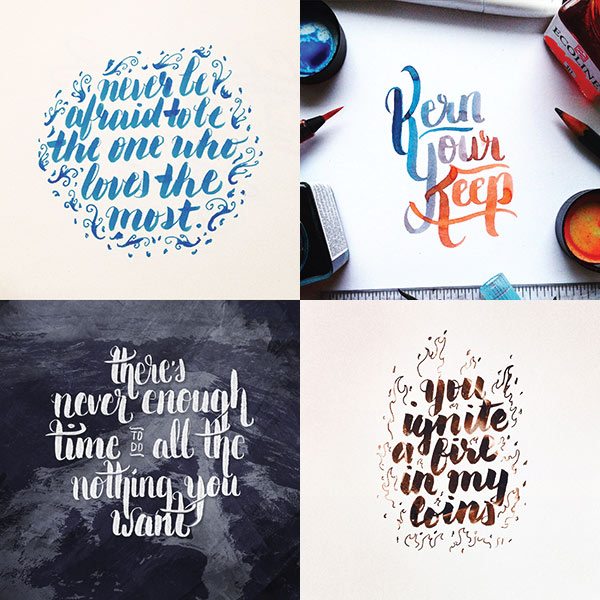 never be
afraid to be
the one who
loves the
most.
Kern
Your
Keep
ECOLINE
there's
never enough
time TO DO all the
nothing you
want
you
ignite
a fire
in my
loins